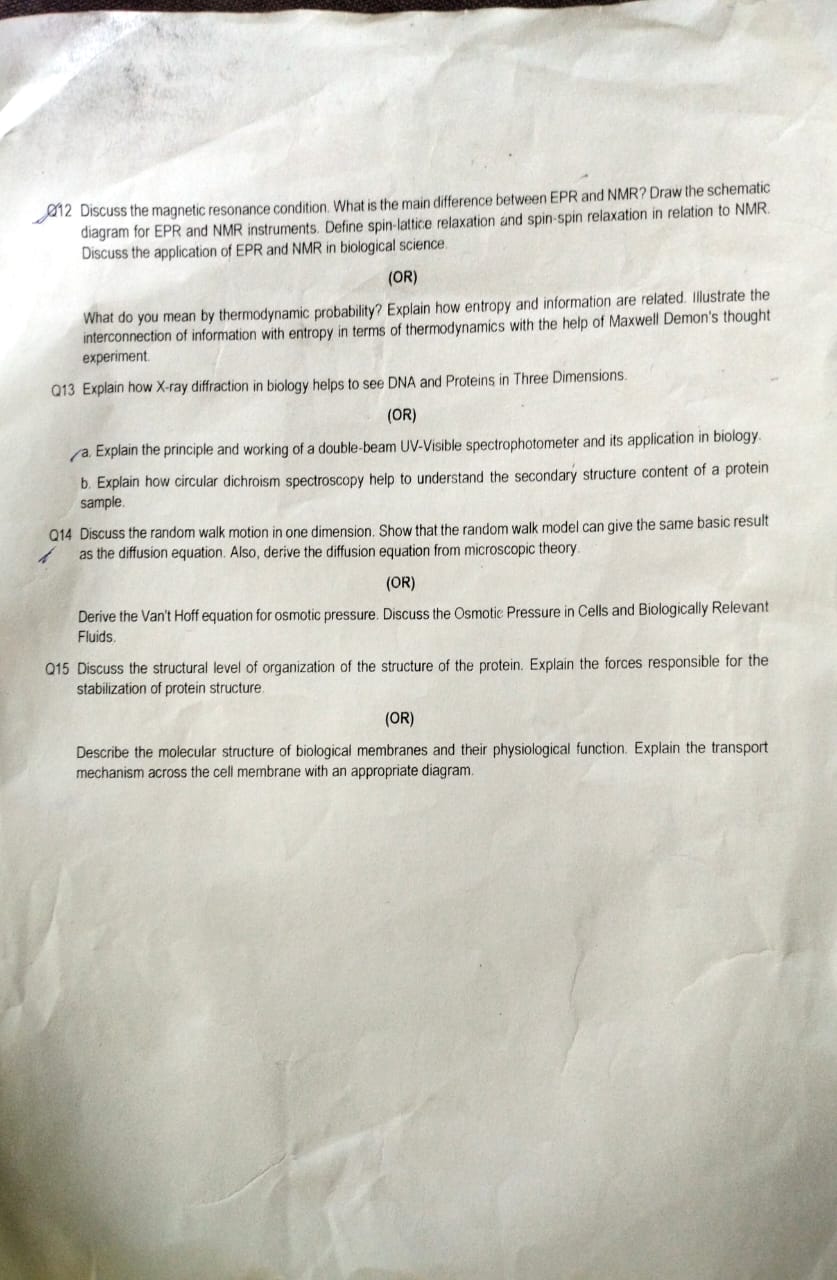 Q12 Discuss the magnetic resonance condition. What is the main difference between EPR and NMR? Draw the schematic
diagram for EPR and NMR instruments. Define spin-lattice relaxation and spin-spin relaxation in relation to NMR.
Discuss the application of EPR and NMR in biological science.
(OR)
What do you mean by thermodynamic probability? Explain how entropy and information are related. Illustrate the
interconnection of information with entropy in terms of thermodynamics with the help of Maxwell Demon's thought
experiment.
Q13 Explain how X-ray diffraction in biology helps to see DNA and Proteins in Three Dimensions.
(OR)
a. Explain the principle and working of a double-beam UV-Visible spectrophotometer and its application in biology.
b. Explain how circular dichroism spectroscopy help to understand the secondary structure content of a protein
sample.
Q14 Discuss the random walk motion in one dimension. Show that the random walk model can give the same basic result
as the diffusion equation. Also, derive the diffusion equation from microscopic theory.
(OR)
Derive the Van't Hoff equation for osmotic pressure. Discuss the Osmotic Pressure in Cells and Biologically Relevant
Fluids.
Q15 Discuss the structural level of organization of the structure of the protein. Explain the forces responsible for the
stabilization of protein structure.
(OR)
Describe the molecular structure of biological membranes and their physiological function. Explain the transport
mechanism across the cell membrane with an appropriate diagram.